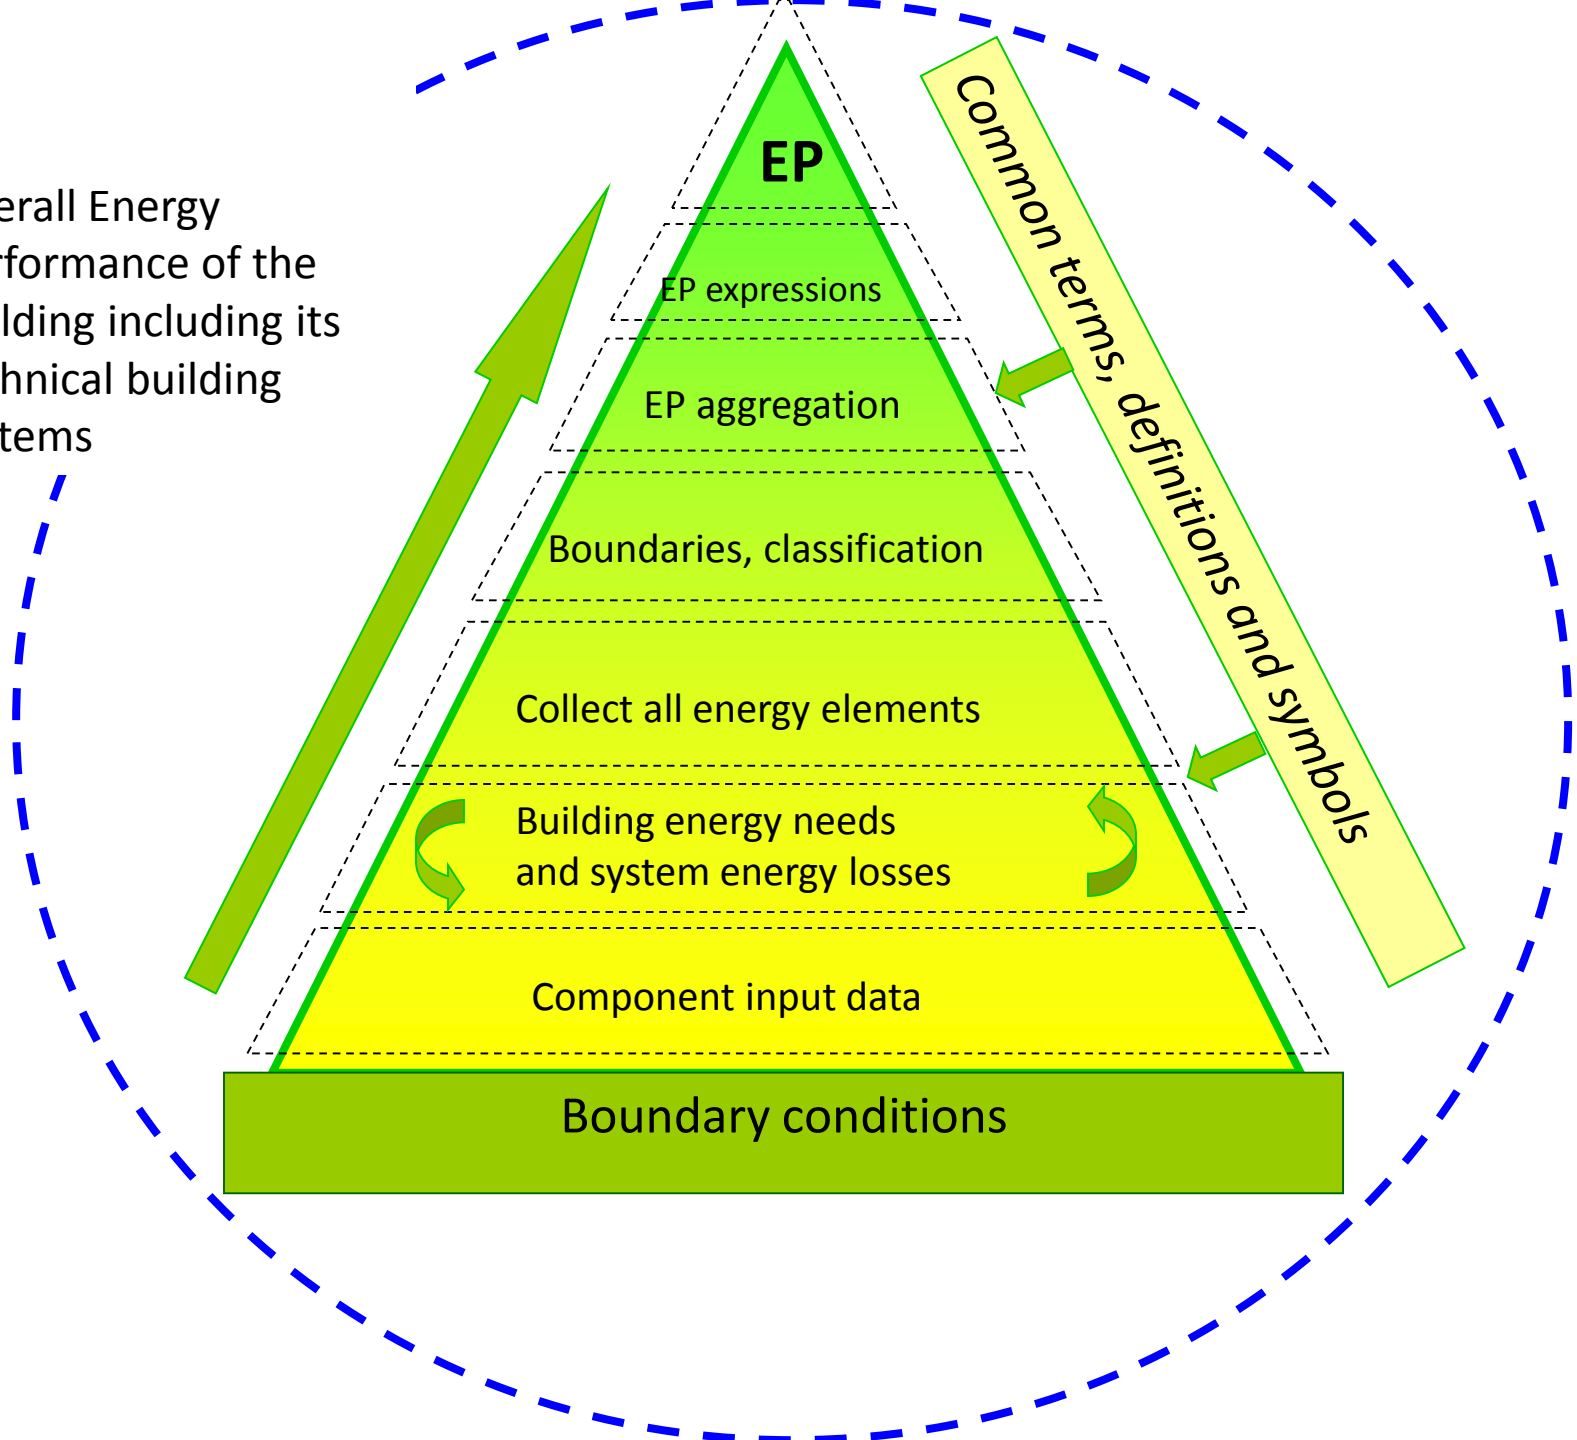 EP
Common terms, definitions and symbols
erall Energy
rformance of the
lding including its
hnical building
tems
EP expressions
EP aggregation
Boundaries, classification
Collect all energy elements
Building energy needs
and system energy losses
Component input data
Boundary conditions